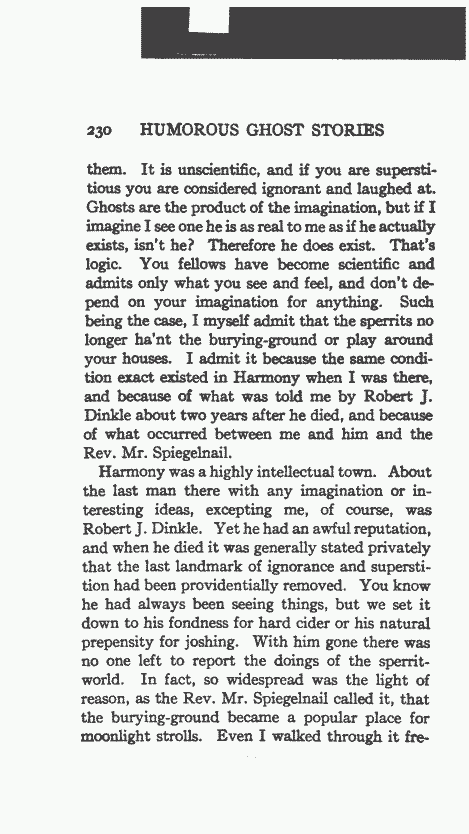 230 HUMOROUS GHOST STORIES
them. It is unscientific, and if you are supersti-
tious you are considered ignorant and laughed at.
Ghosts are the product of the imagination, but if I
imagine I see one he is as real to me as if he actually
exists, isn't he? Therefore he does exist. That's
logic. You fellows have become scientific and
admits only what you see and feel, and don't de-
pend on your imagination for anything. Such
being the case, I myself admit that the sperrits no
longer ha'nt the burying-ground or play around
your houses. I admit it because the same condi-
tion exact existed in Harmony when I was there,
and because of what was told me by Robert J.
Dinkle about two years after he died, and because
of what occurred between me and him and the
Rev. Mr. Spiegelnail.
Harmony was a highly intellectual town. About
the last man there with any imagination or in-
teresting ideas, excepting me, of course, was
Robert J. Dinkle. Yet he had an awful reputation,
and when he died it was generally stated privately
that the last landmark of ignorance and supersti-
tion had been providentially removed. You know
he had always been seeing things, but we set it
down to his fondness for hard cider or his natural
prepensity for joshing. With him gone there was
no one left to report the doings of the sperrit-
world. In fact, so widespread was the light of
reason, as the Rev. Mr. Spiegelnail called it, that
the burying-ground became a popular place for
moonlight strolls. Even I walked through it fre-